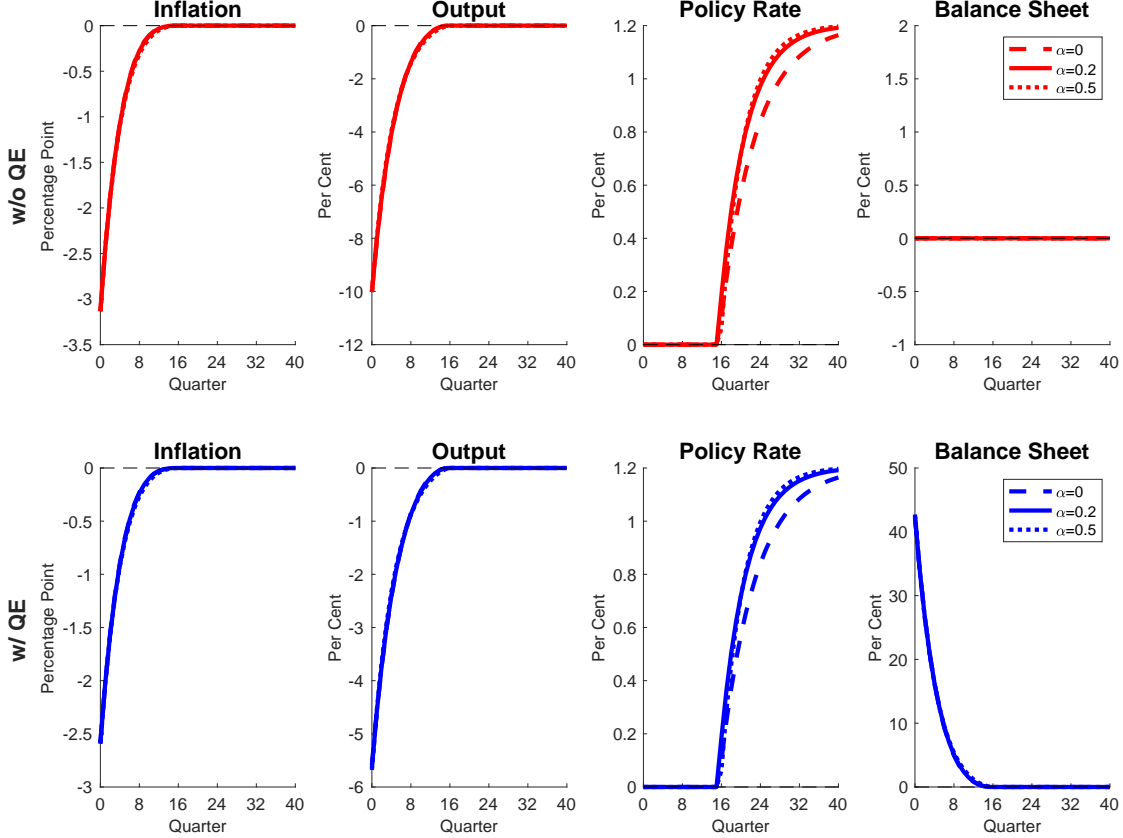 Inflation
Output
Policy Rate
Balance Sheet
w/o QE
Percentage Point
0
-0.5
-1
-1.5
-2
-2.5
-3
-3.5
0 8 16 24 32 40
Quarter
Per Cent
0
-2
-4
-6
-8
-10
-12
0 8 16 24 32 40
Quarter
Per Cent
1.2
1
0.8
0.6
0.4
0.2
0
0 8 16 24 32 40
Quarter
Per Cent
2
1.5
1
0.5
0
-0.5
-1
0 8 16 24 32 40
Quarter
α=0
α=0.2
α=0.5
Inflation
Output
Policy Rate
Balance Sheet
w/ QE
Percentage Point
0
-0.5
-1
-1.5
-2
-2.5
-3
0 8 16 24 32 40
Quarter
Per Cent
0
-1
-2
-3
-4
-5
-6
0 8 16 24 32 40
Quarter
Per Cent
1.2
1
0.8
0.6
0.4
0.2
0
0 8 16 24 32 40
Quarter
Per Cent
50
40
30
20
10
0
0 8 16 24 32 40
Quarter
α=0
α=0.2
α=0.5